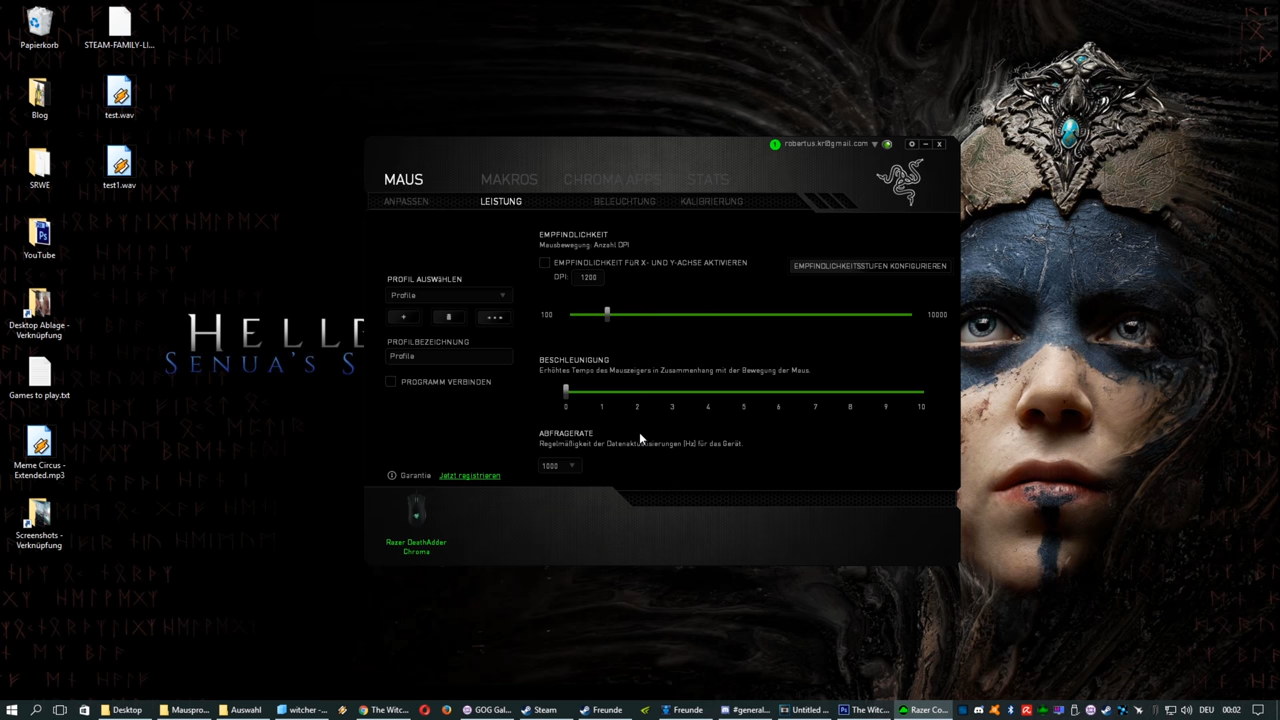 Papierkorb
STEAM-FAMILY-LI...
Blog
test.wav
SRWE
test1.wav
YouTube
Desktop Ablage -
Verknüpfung
Games to play.txt
Meme Circus -
Extended.mp3
Screenshots -
Verknüpfung
HELLE
SENUA'S S
robertus.kr@gmail.com
MAUS
MAKROS
CHROMA APPS
STATS
ANPASSEN
LEISTUNG
BELEUCHTUNG
KALIBRIERUNG
PROFIL AUSWÄHLEN
Profile
+
PROFILBEZEICHNUNG
Profile
PROGRAMM VERBINDEN
Garantie Jetzt registrieren
EMPFINDLICHKEIT
Mausbewegung: Anzahl DPI
EMPFINDLICHKEIT FÜR X- UND Y-ACHSE AKTIVIEREN
EMPFINDLICHKEITSSTUFEN KONFIGURIEREN
DPI: 1200
100
10000
BESCHLEUNIGUNG
Erhöhtes Tempo des Mauszeigers in Zusammenhang mit der Bewegung der Maus.
0 1 2 3 4 5 6 7 8 9 10
ABFRAGERATE
Regelmäßigkeit der Datenaktualisierungen (Hz) für das Gerät.
1000
Razer DeathAdder
Chroma
Desktop
Mauspro...
Auswahl
witcher -...
The Witc...
GOG Gal...
Steam
Freunde
Freunde
#general...
Untitled ...
The Witc...
Razer Co...
DEU
00:02